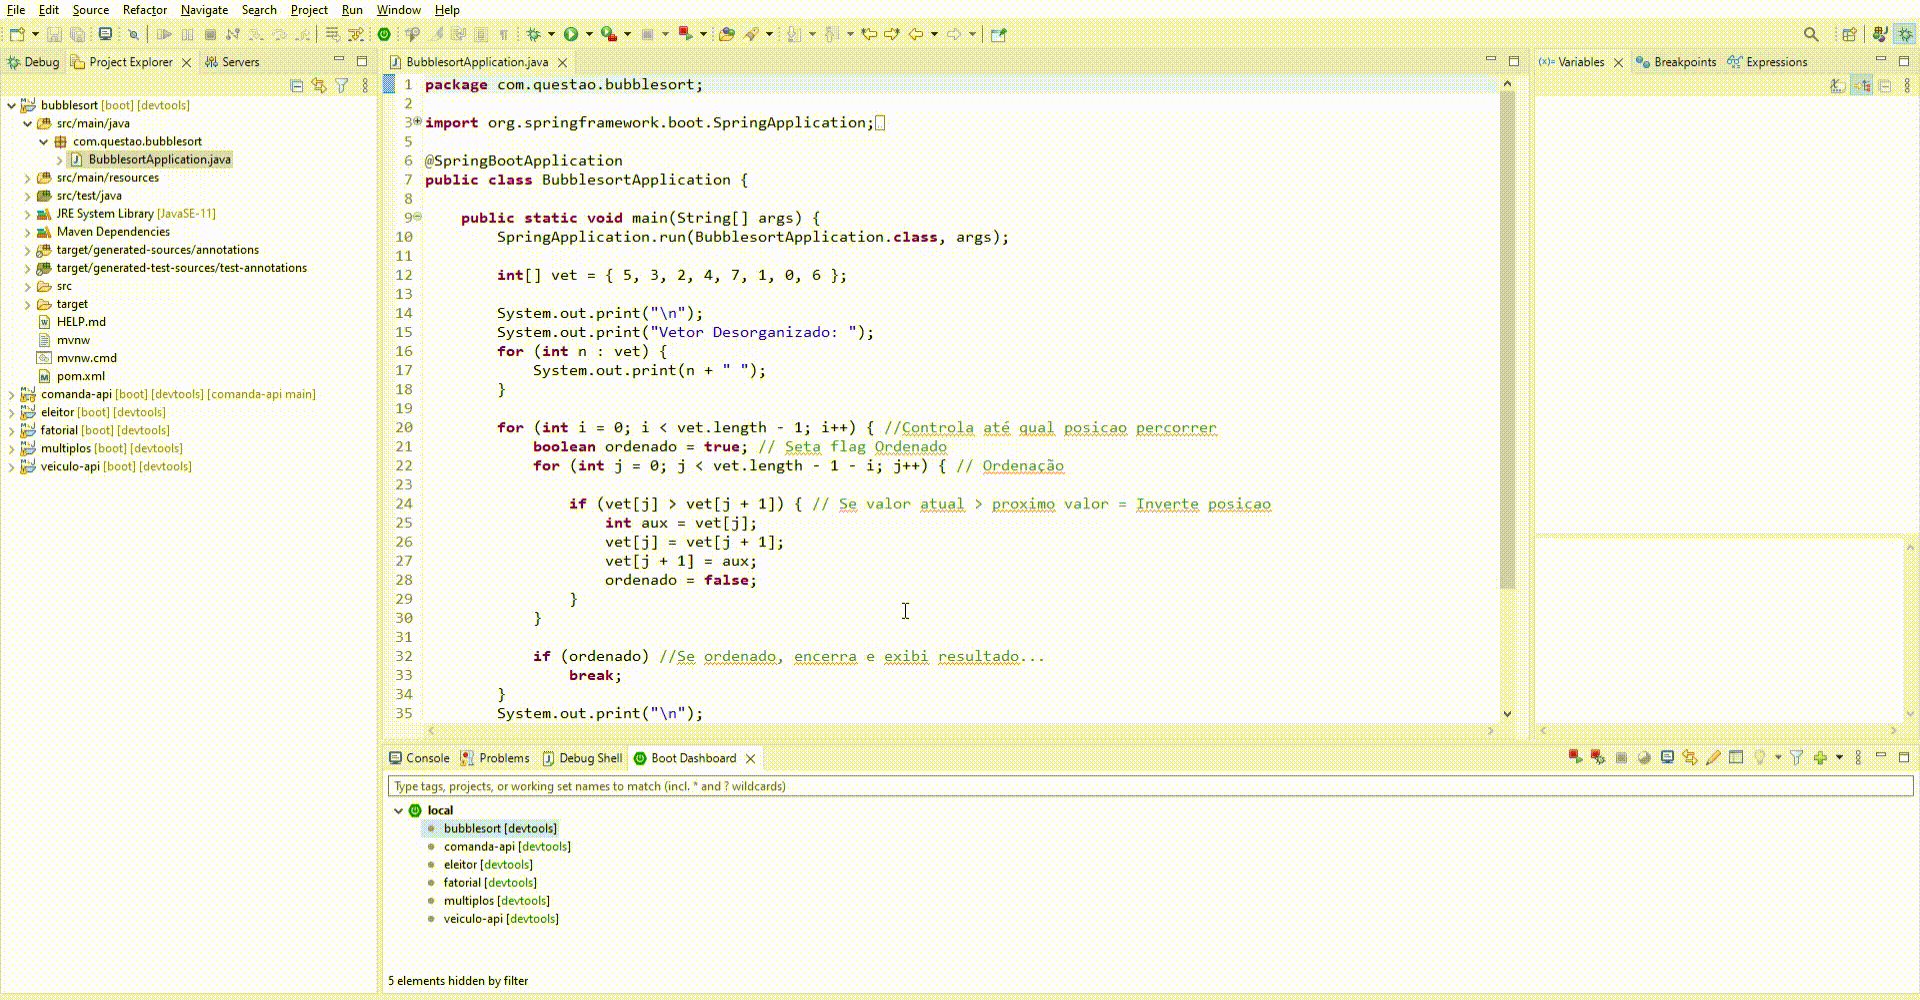 File Edit Source Refactor Navigate Search Project Run Window Help
Debug Project Explorer Servers
bubblesort [boot] [devtools]
src/main/java
com.questao.bubblesort
BubblesortApplication.java
src/main/resources
src/test/java
JRE System Library [JavaSE-11]
Maven Dependencies
target/generated-sources/annotations
target/generated-test-sources/test-annotations
src
target
HELP.md
mvnw
mvnw.cmd
pom.xml
comanda-api [boot] [devtools] [comanda-api main]
eleitor [boot] [devtools]
fatorial [boot] [devtools]
multiplos [boot] [devtools]
veiculo-api [boot] [devtools]
BubblesortApplication.java
1 package com.questao.bubblesort;
2
3 import org.springframework.boot.SpringApplication;
5
6 @SpringBootApplication
7 public class BubblesortApplication {
8
9 public static void main(String[] args) {
10 SpringApplication.run(BubblesortApplication.class, args);
11
12 int[] vet = { 5, 3, 2, 4, 7, 1, 0, 6 };
13
14 System.out.print("\n");
15 System.out.print("Vetor Desorganizado: ");
16 for (int n : vet) {
17 System.out.print(n + " ");
18 }
19
20 for (int i = 0; i < vet.length - 1; i++) { //Controla até qual posicao percorrer
21 boolean ordenado = true; // Seta flag Ordenado
22 for (int j = 0; j < vet.length - 1 - i; j++) { // Ordenação
23
24 if (vet[j] > vet[j + 1]) { // Se valor atual > proximo valor = Inverte posicao
25 int aux = vet[j];
26 vet[j] = vet[j + 1];
27 vet[j + 1] = aux;
28 ordenado = false;
29 }
30 }
31
32 if (ordenado) //Se ordenado, encerra e exibi resultado...
33 break;
34 }
35 System.out.print("\n");
(x)= Variables Breakpoints Expressions
Console Problems Debug Shell Boot Dashboard
Type tags, projects, or working set names to match (incl. * and ? wildcards)
local
bubblesort [devtools]
comanda-api [devtools]
eleitor [devtools]
fatorial [devtools]
multiplos [devtools]
veiculo-api [devtools]
5 elements hidden by filter